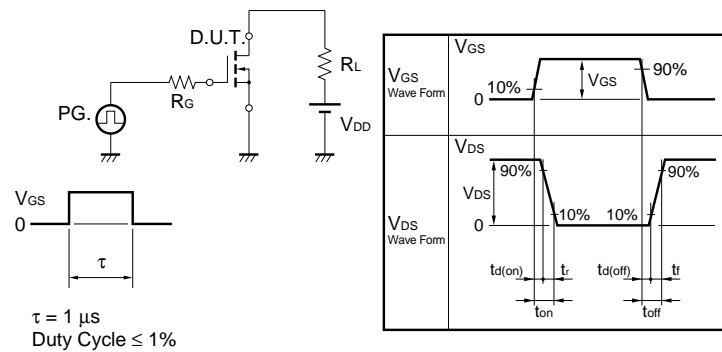 D.U.T.
RL
RG
PG.
VDD
VGS
0
τ
τ = 1 μs
Duty Cycle ≤ 1%
VGS
Wave Form
VGS
10%
VGS
90%
0
VDS
Wave Form
VDS
90%
VDS
90%
10%
10%
0
td(on)
tr
td(off)
tf
ton
toff